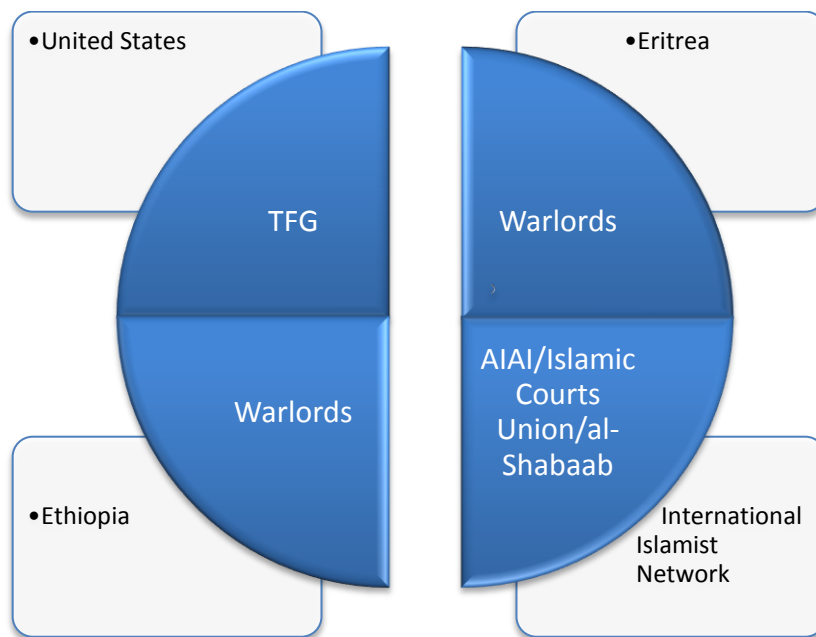 •United States
•Eritrea
TFG
Warlords
Warlords
AIAI/Islamic
Courts
Union/al-
Shabaab
•Ethiopia
International
Islamist
Network